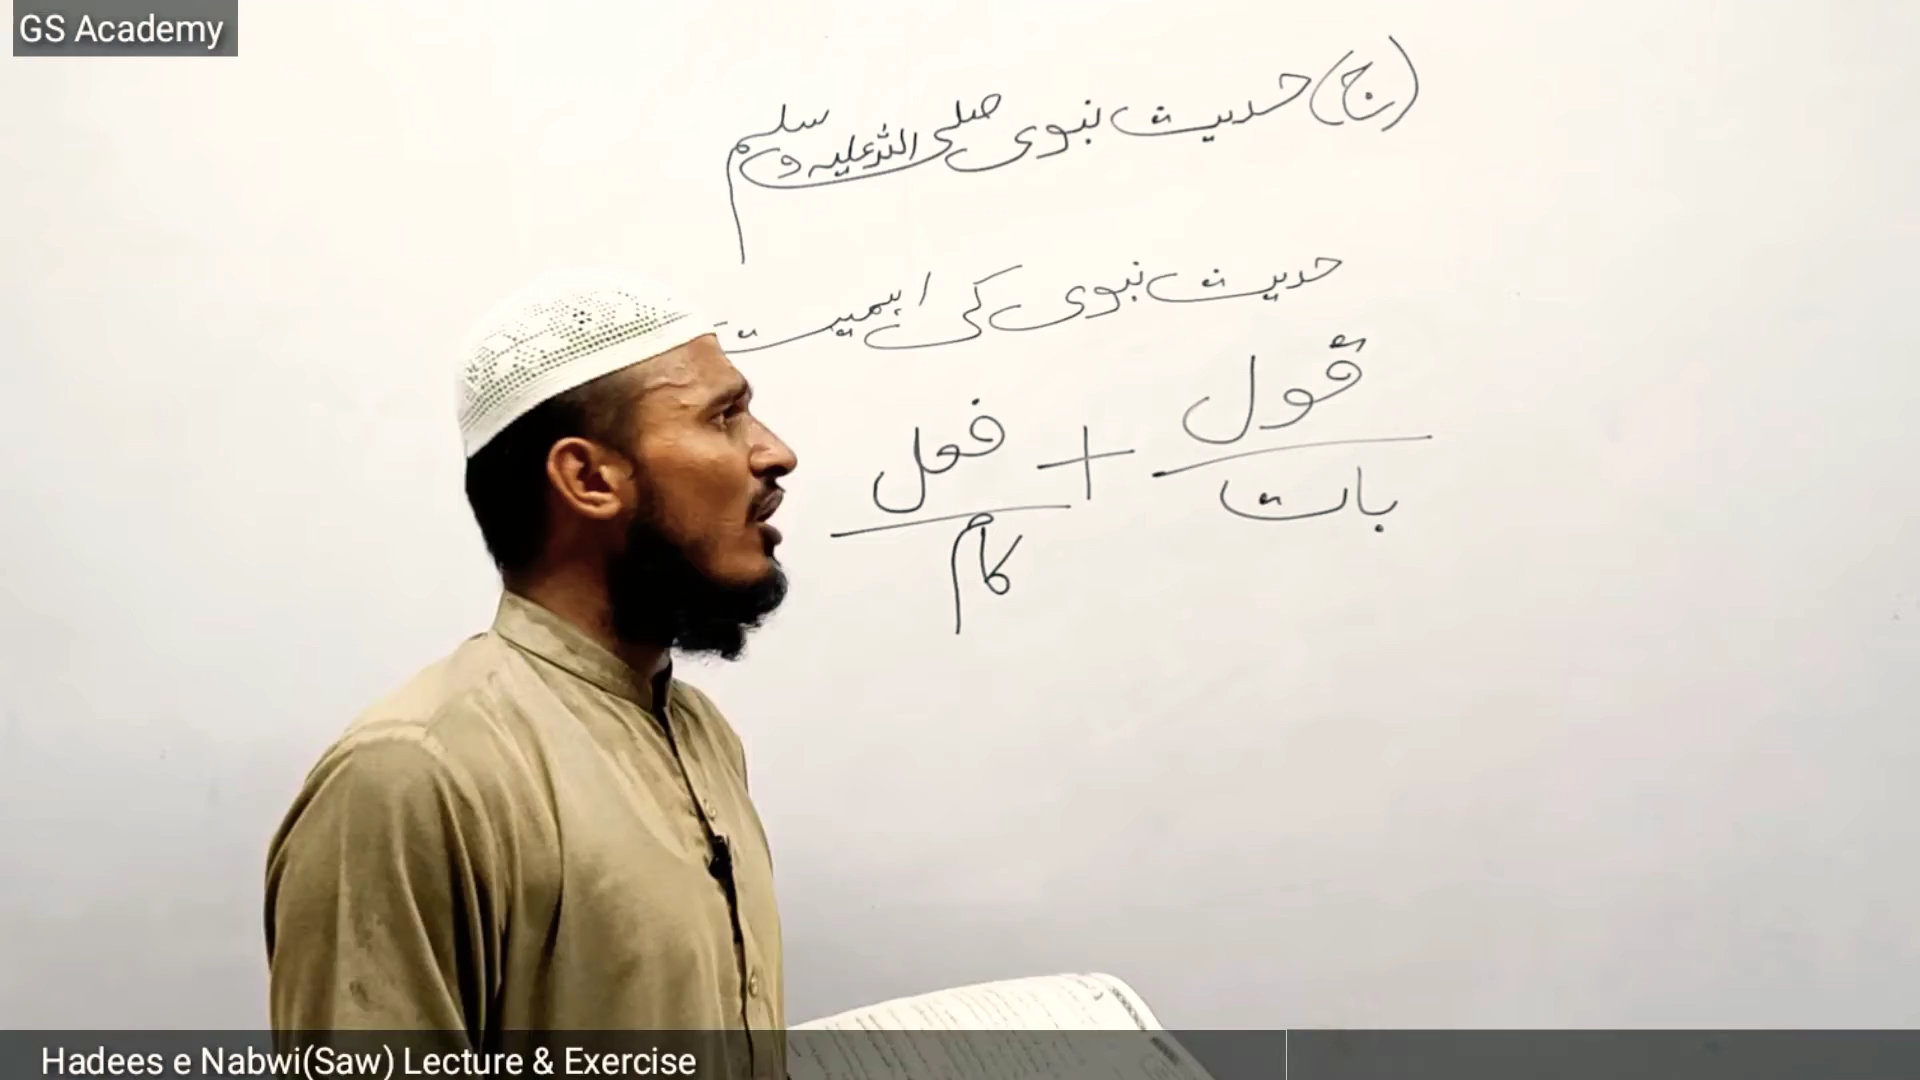 GS Academy
(ج) حدیث نبوی صلی اللہ علیہ وسلم
حدیث نبوی کی اہمیت
قول + فعل
بات کام
Hadees e Nabwi(Saw) Lecture & Exercise